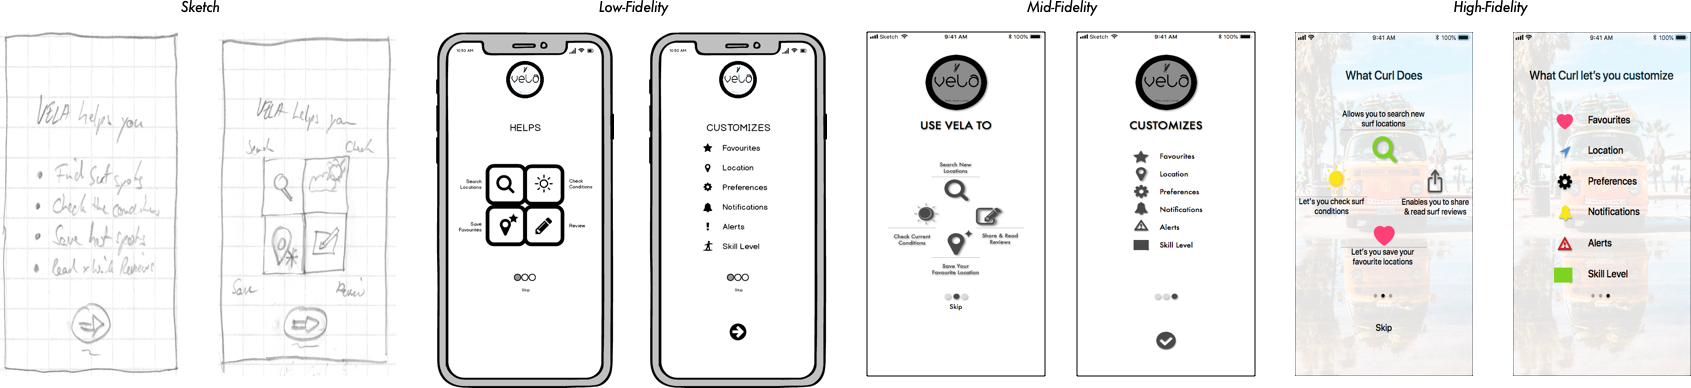 Sketch
VELA helps you
Find Surf spots
Check the conditions
Save hot spots
Read x Write Reviews
VELA helps you
Search
Check
Save
Review
Low-Fidelity
10:50 AM
vela
HELPS
Search
Locations
Check
Conditions
Save
Favourites
Review
Skip
10:50 AM
vela
CUSTOMIZES
Favourites
Location
Preferences
Notifications
Alerts
Skill Level
Skip
Mid-Fidelity
Sketch
9:41 AM
100%
vela
USE VELA TO
Search New
Locations
Check Current
Conditions
Share & Read
Reviews
Save Your
Favourite Location
Skip
Sketch
9:41 AM
100%
vela
CUSTOMIZES
Favourites
Location
Preferences
Notifications
Alerts
Skill Level
High-Fidelity
9:41 AM
100%
What Curl Does
Allows you to search new
surf locations
Let's you check surf
conditions
Enables you to share
& read surf reviews
Let's you save your
favourite locations
Skip
9:41 AM
100%
What Curl let's you customize
Favourites
Location
Preferences
Notifications
Alerts
Skill Level